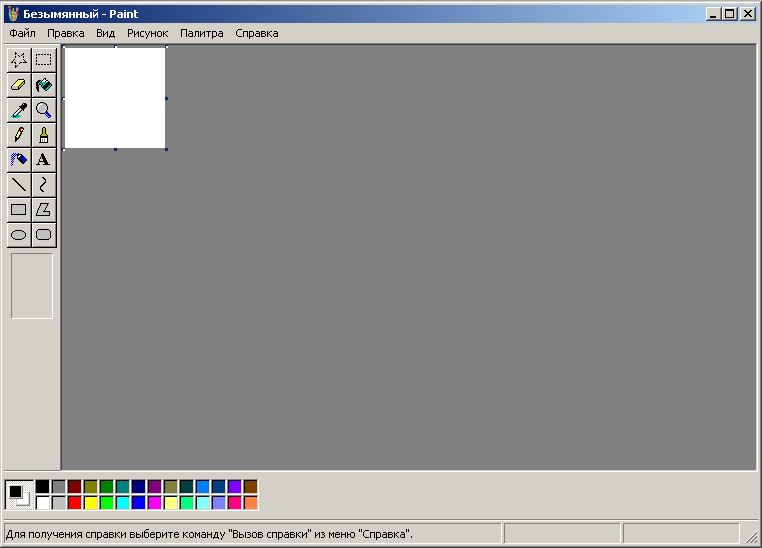 Безымянный - Paint
Файл Правка Вид Рисунок Палитра Справка
A
Для получения справки выберите команду "Вызов справки" из меню "Справка".